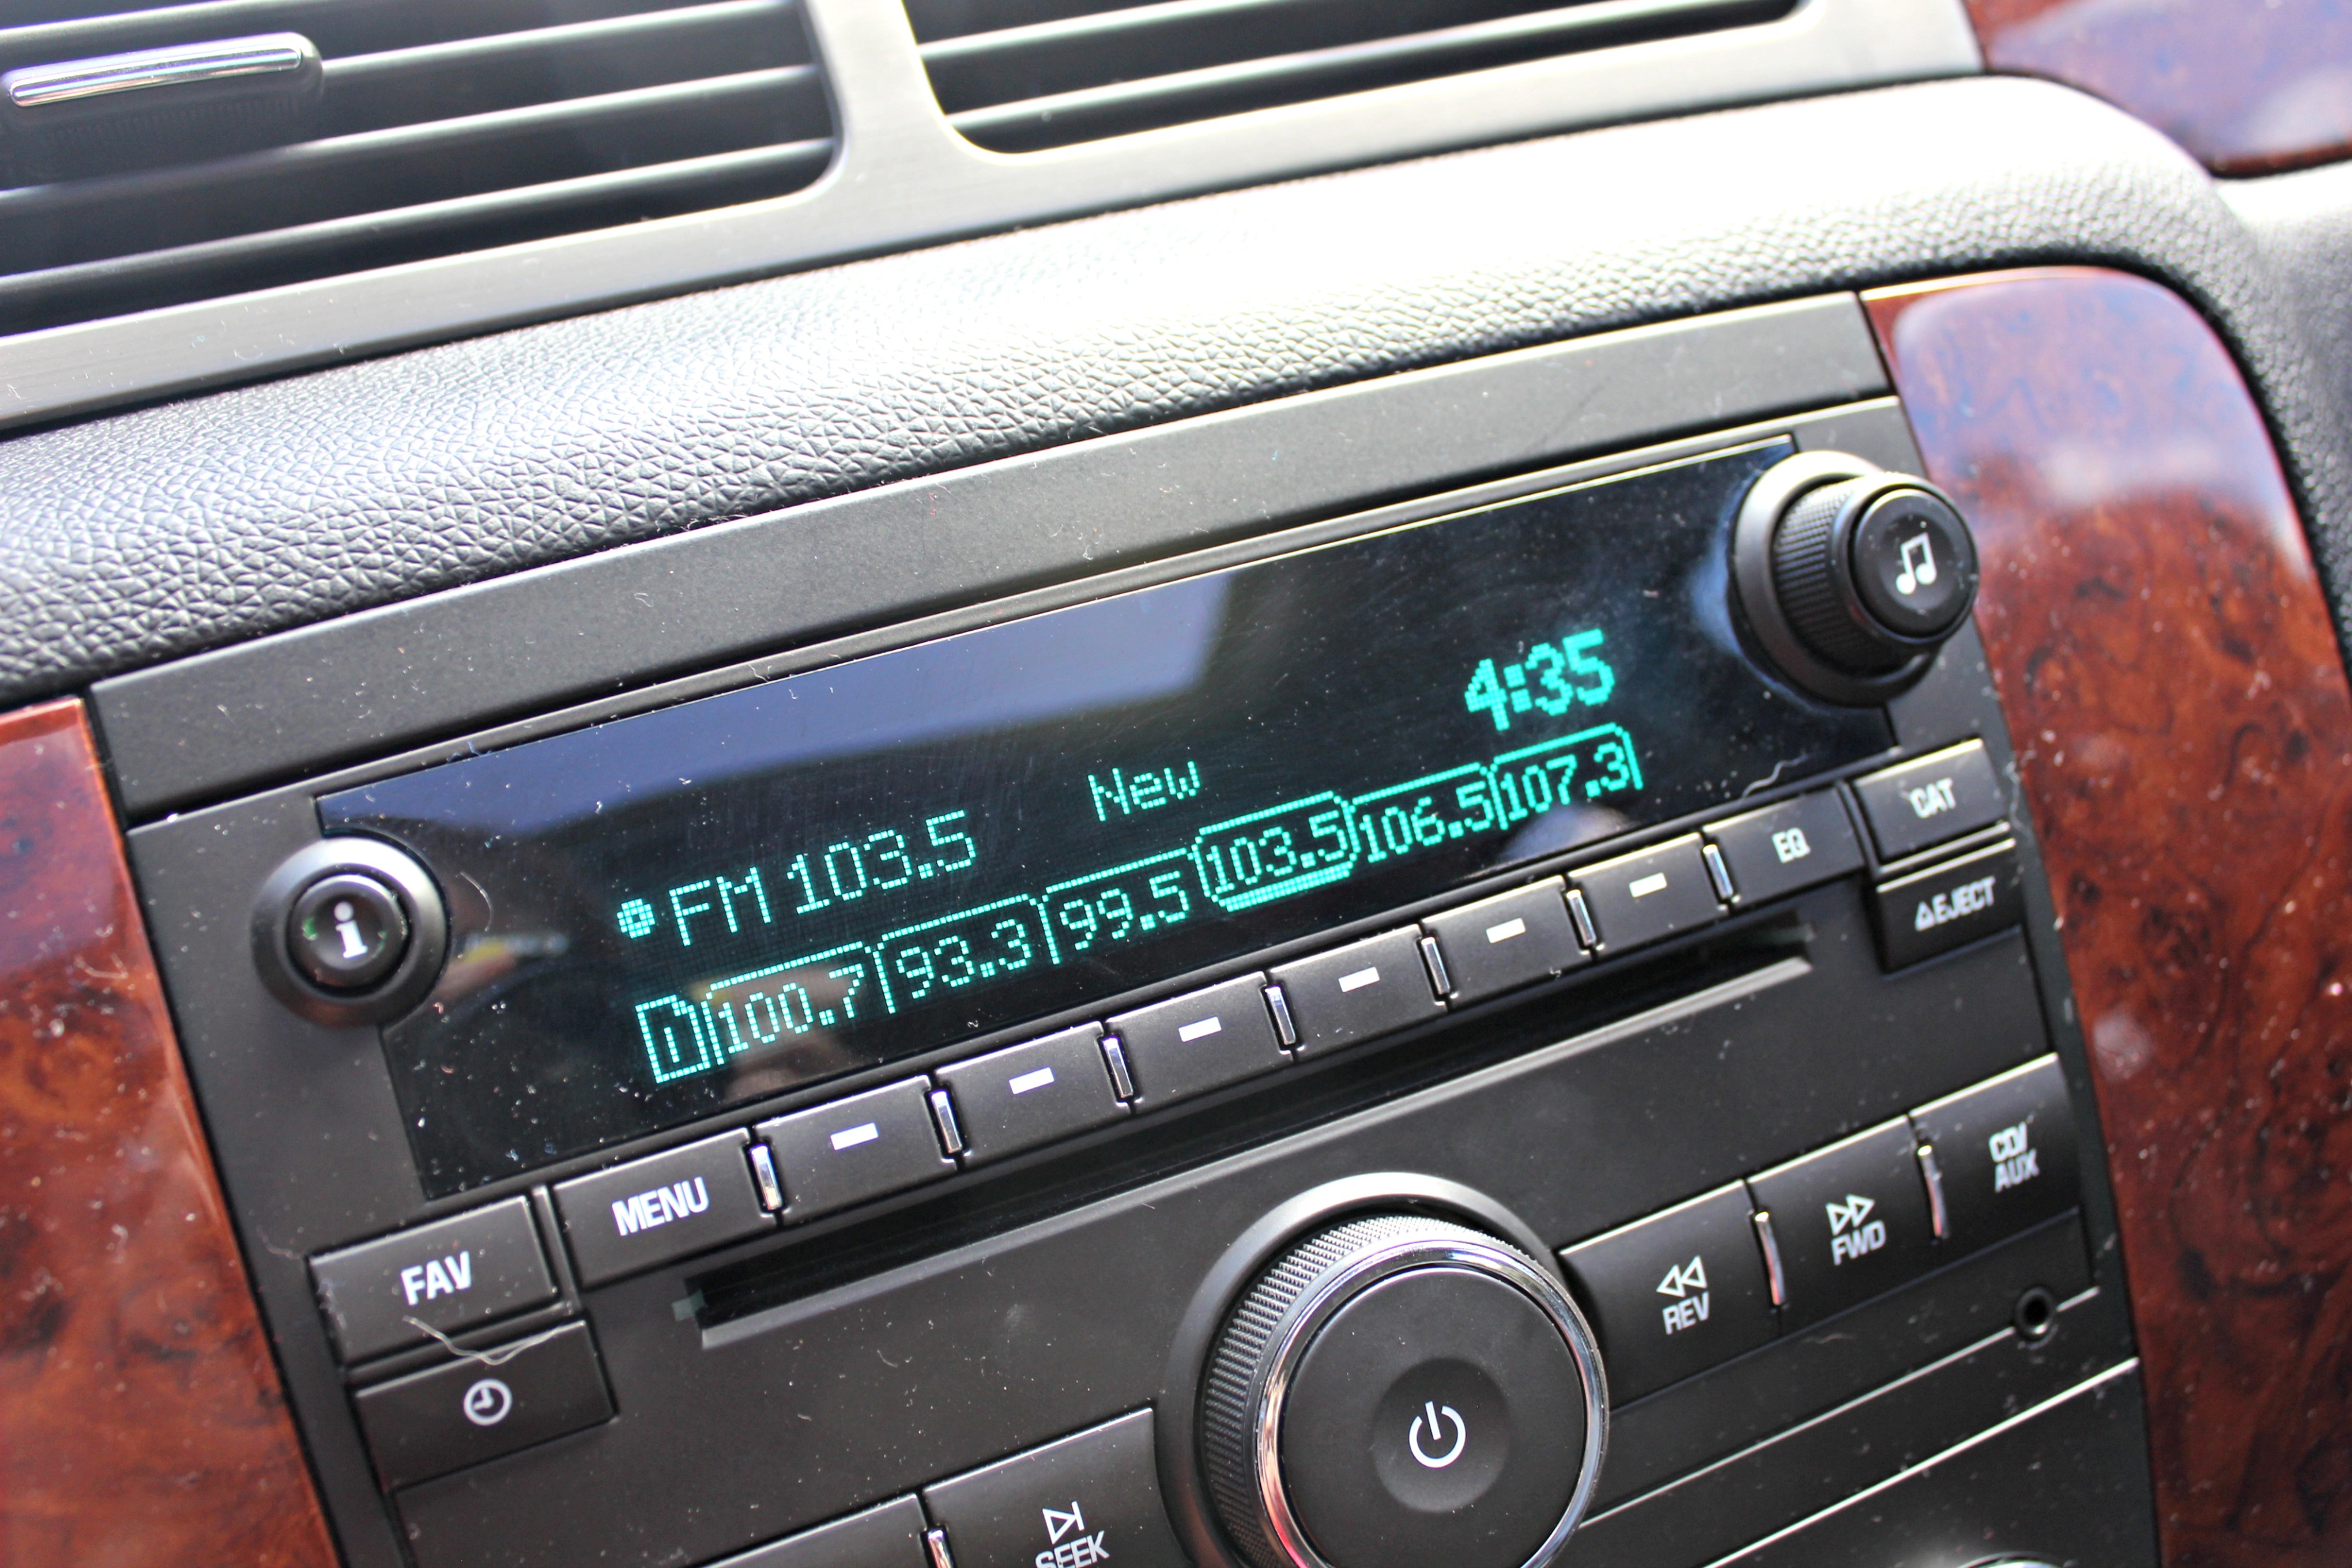 4:35
FM 103.5 New
1 100.7 93.3 99.5 103.5 106.5 107.3
i
CAT
EJECT
EQ
MENU
FAV
REV
FWD
CD/
AUX
SEEK